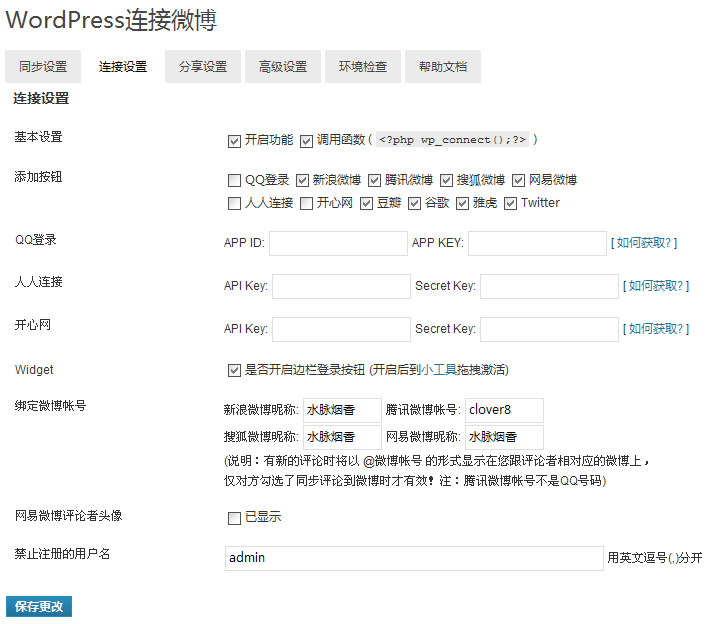 WordPress连接微博
同步设置 连接设置 分享设置 高级设置 环境检查 帮助文档
连接设置
基本设置 开启功能 调用函数 ( <?php wp_connect();?> )
添加按钮 QQ登录 新浪微博 腾讯微博 搜狐微博 网易微博
人人连接 开心网 豆瓣 谷歌 雅虎 Twitter
QQ登录 APP ID: APP KEY: [ 如何获取? ]
人人连接 API Key: Secret Key: [ 如何获取? ]
开心网 API Key: Secret Key: [ 如何获取? ]
Widget 是否开启边栏登录按钮 (开启后到小工具拖拽激活)
绑定微博帐号 新浪微博昵称: 水脉烟香 腾讯微博帐号: clover8
搜狐微博昵称: 水脉烟香 网易微博昵称: 水脉烟香
(说明：有新的评论时将以 @微博帐号 的形式显示在您跟评论者相对应的微博上，
仅对方勾选了同步评论到微博时才有效！注：腾讯微博帐号不是QQ号码)
网易微博评论者头像 已显示
禁止注册的用户名 admin 用英文逗号(,)分开
保存更改